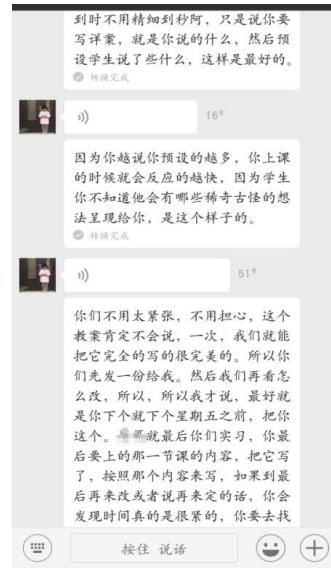 到时不用精细到秒阿，只是说你要
写详案，就是你说的什么，然后预
设学生说了些什么，这样是最好的。
转换完成
16"
因为你越说你预设的越多，你上课
的时候就会反应的越快，因为学生
你不知道他会有哪些稀奇古怪的想
法呈现给你，是这个样子的。
转换完成
51"
你们不用太紧张，不用担心，这个
教案肯定不会说，一次，我们就能
把它完全的写的很完美的。所以你
们先发一份给我。然后我们再看怎
么改，所以，所以我才说，最好就
是你下个就下个星期五之前，把你
这个。就最后你们实习，你最
后要上的那一节课的内容，把它写
了，按照那个内容来写，如果到最
后再来改或者说再来定的话，你会
发现时间真的是很紧的，你要去找
按住 说话